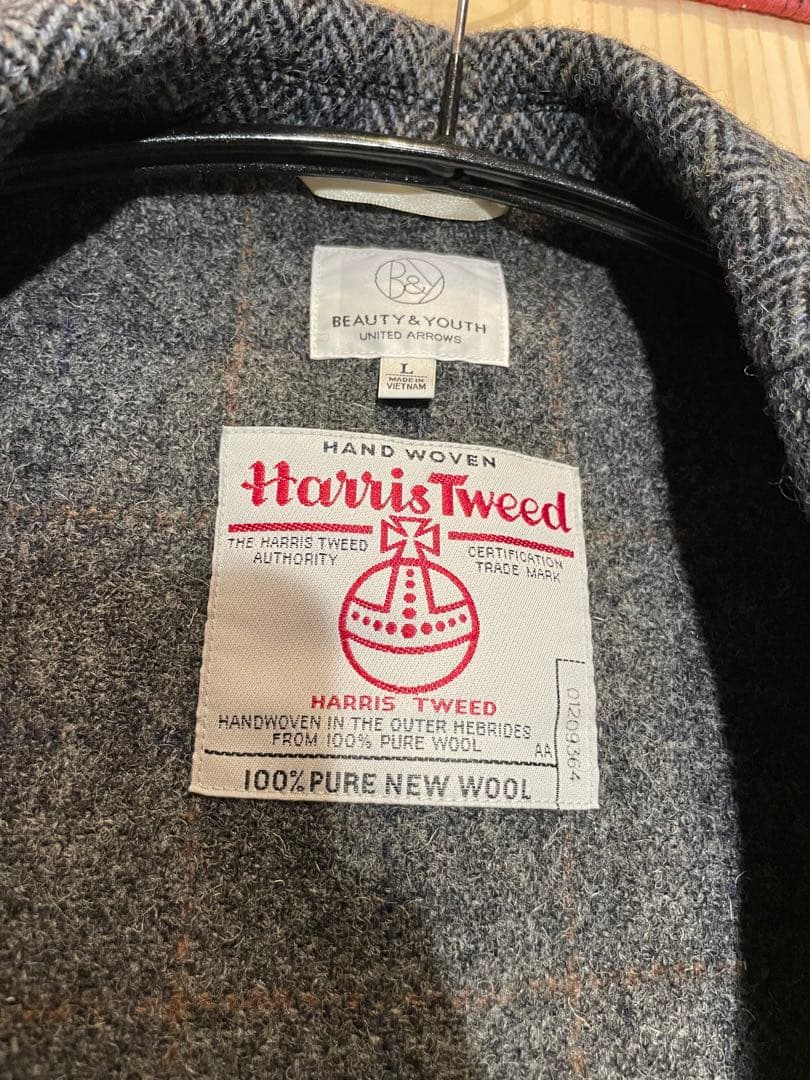 B&Y
BEAUTY & YOUTH
UNITED ARROWS
L
MADE IN
VIETNAM
HAND WOVEN
Harris Tweed
THE HARRIS TWEED
AUTHORITY
CERTIFICATION
TRADE MARK
HARRIS TWEED
HANDWOVEN IN THE OUTER HEBRIDES
FROM 100% PURE WOOL
AA
01209364
100% PURE NEW WOOL